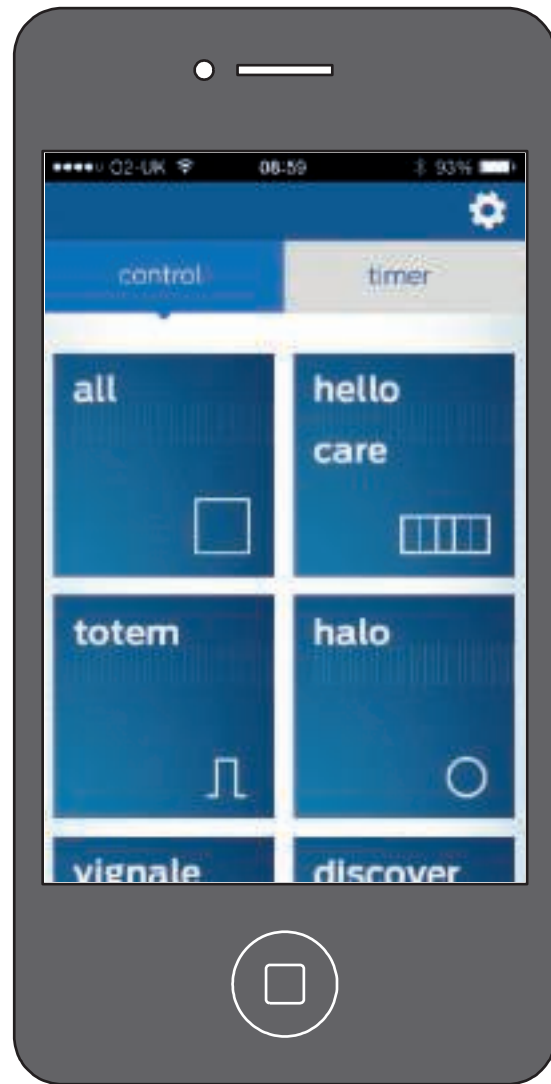 O2-UK 08:59 93%
control timer
all hello
care
totem halo
vignale discover